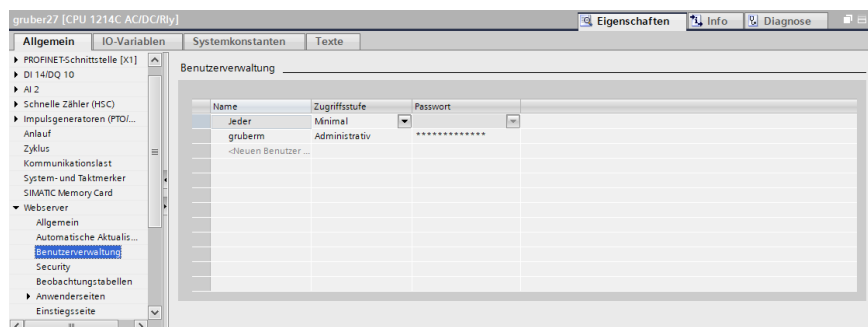 gruber27 [CPU 1214C AC/DC/Rly]
Eigenschaften Info Diagnose
Allgemein IO-Variablen Systemkonstanten Texte
PROFINET-Schnittstelle [X1]
DI 14/DQ 10
AI 2
Schnelle Zähler (HSC)
Impulsgeneratoren (PTO/...
Anlauf
Zyklus
Kommunikationslast
System- und Taktmerker
SIMATIC Memory Card
Webserver
Allgemein
Automatische Aktualis...
Benutzerverwaltung
Security
Beobachtungstabellen
Anwenderseiten
Einstiegsseite
Benutzerverwaltung
Name Zugriffsstufe Passwort
Jeder Minimal
gruberm Administrativ *************
<Neuen Benutzer ...